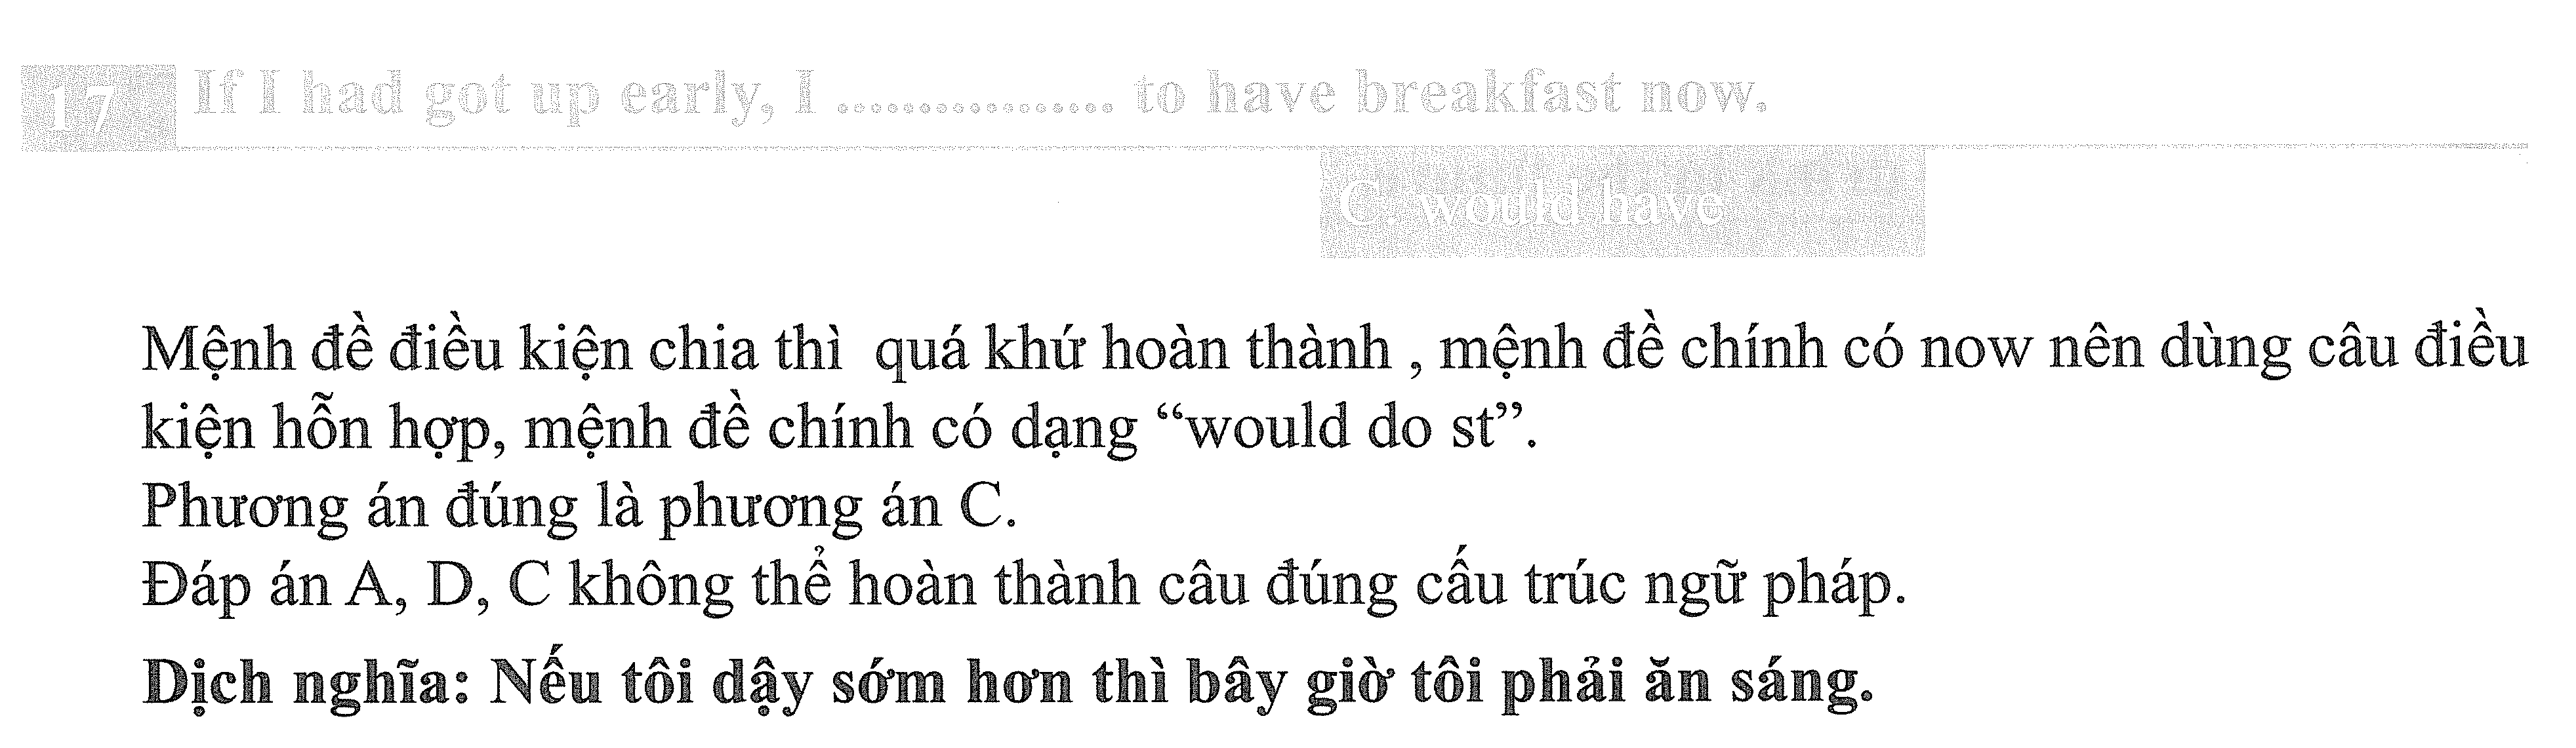 17 If I had got up early, I ................. to have breakfast now.
C. would have
Mệnh đề điều kiện chia thì quá khứ hoàn thành , mệnh đề chính có now nên dùng câu điều
kiện hỗn hợp, mệnh đề chính có dạng “would do st”.
Phương án đúng là phương án C.
Đáp án A, D, C không thể hoàn thành câu đúng cấu trúc ngữ pháp.
Dịch nghĩa: Nếu tôi dậy sớm hơn thì bây giờ tôi phải ăn sáng.